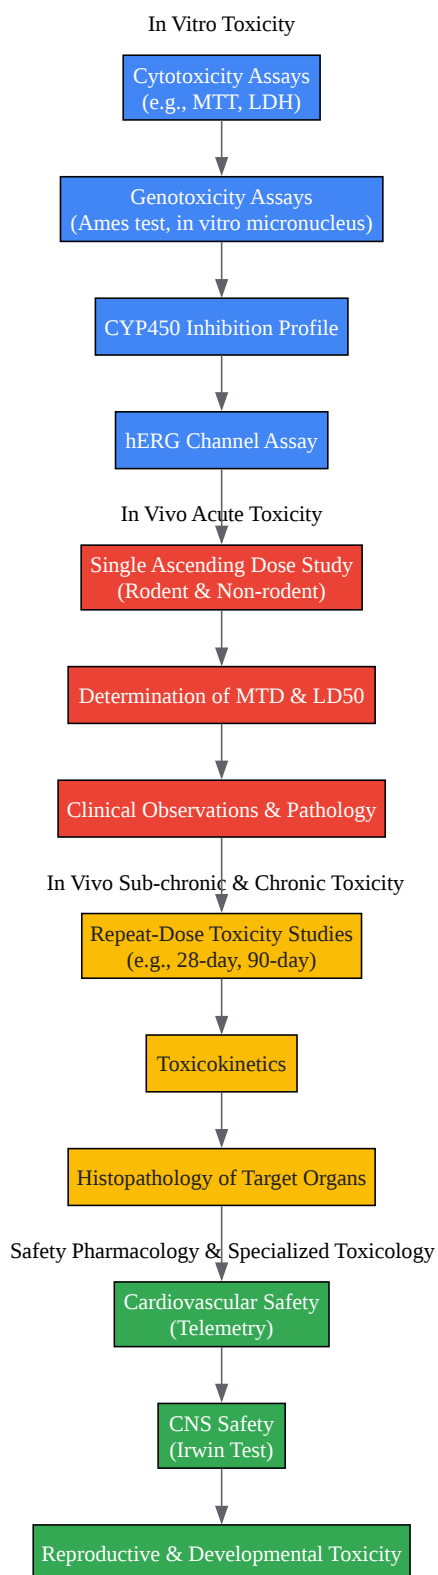 In Vitro Toxicity
Cytotoxicity Assays
(e.g., MTT, LDH)
Genotoxicity Assays
(Ames test, in vitro micronucleus)
CYP450 Inhibition Profile
hERG Channel Assay
In Vivo Acute Toxicity
Single Ascending Dose Study
(Rodent & Non-rodent)
Determination of MTD & LD50
Clinical Observations & Pathology
In Vivo Sub-chronic & Chronic Toxicity
Repeat-Dose Toxicity Studies
(e.g., 28-day, 90-day)
Toxicokinetics
Histopathology of Target Organs
Safety Pharmacology & Specialized Toxicology
Cardiovascular Safety
(Telemetry)
CNS Safety
(Irwin Test)
Reproductive & Developmental Toxicity